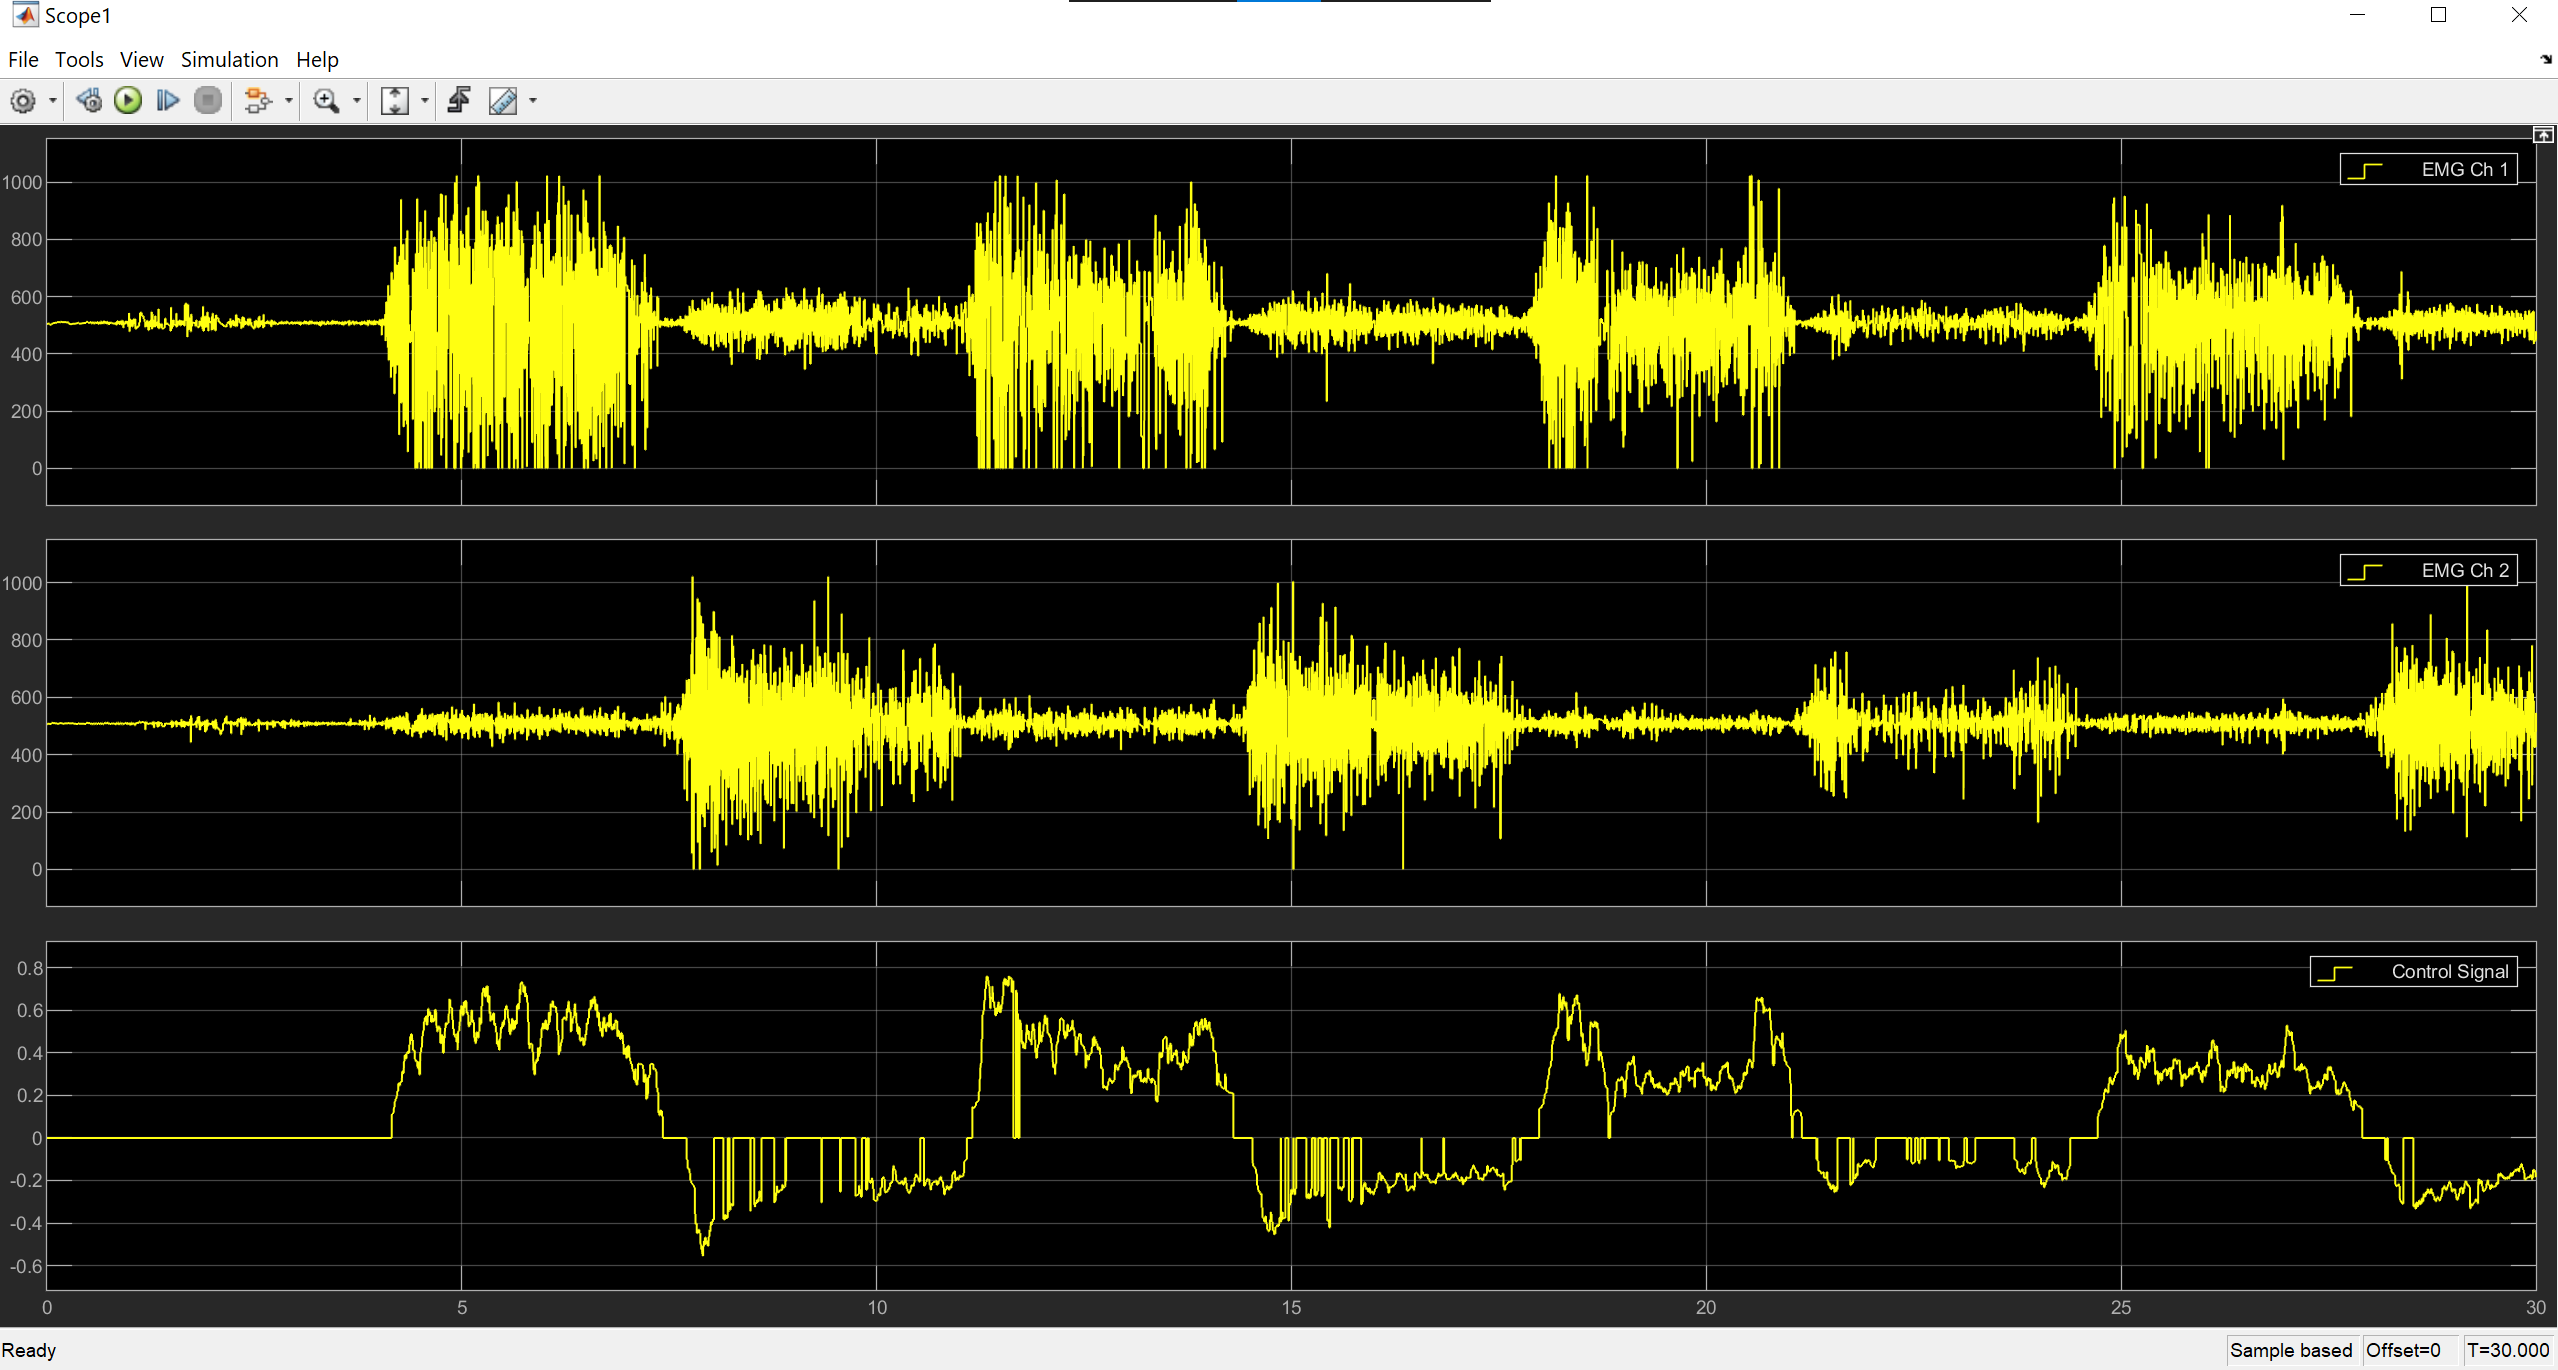 Scope1
File Tools View Simulation Help
EMG Ch 1
1000
800
600
400
200
0
EMG Ch 2
1000
800
600
400
200
0
Control Signal
0.8
0.6
0.4
0.2
0
-0.2
-0.4
-0.6
0 5 10 15 20 25 30
Ready Sample based Offset=0 T=30.000